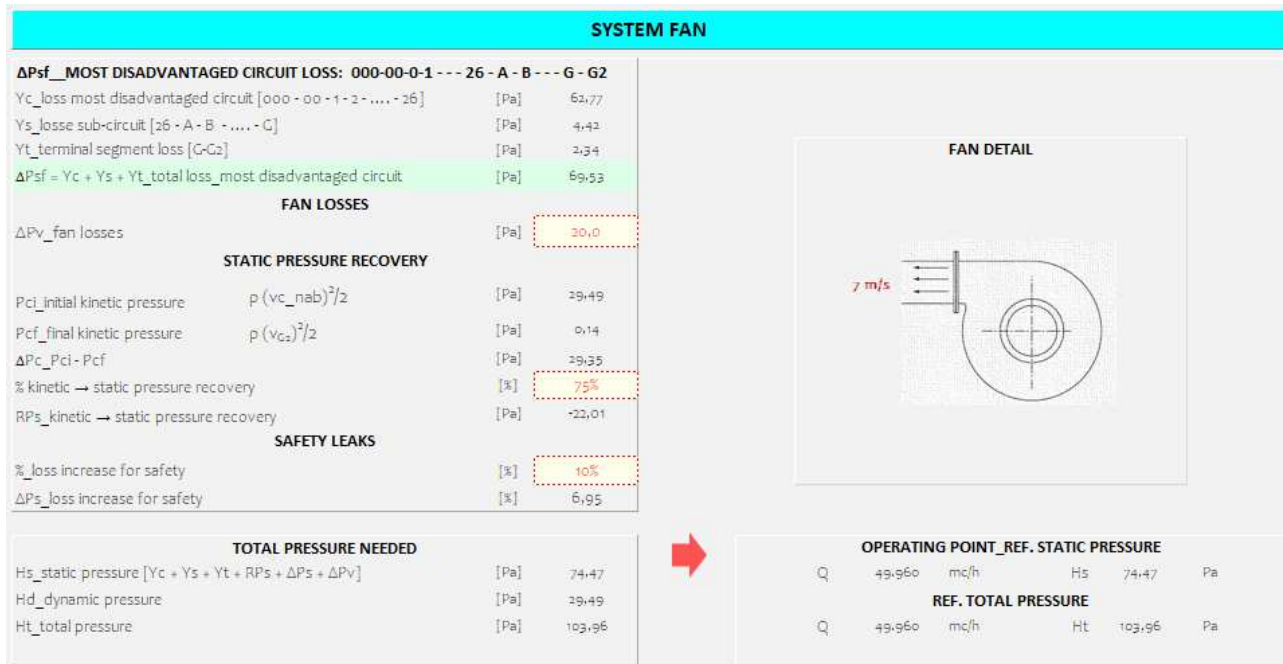 SYSTEM FAN
ΔPsf__MOST DISADVANTAGED CIRCUIT LOSS: 000-00-0-1 - - - 26 - A - B - - - G - G2
Yc_loss most disadvantaged circuit [000 - 00 - 1 - 2 - .... - 26] [Pa] 62,77
Ys_losse sub-circuit [26 - A - B - .... - G] [Pa] 4,42
Yt_terminal segment loss [G-G2] [Pa] 2,34
ΔPsf = Yc + Ys + Yt_total loss_most disadvantaged circuit [Pa] 69,53
FAN LOSSES
ΔPv_fan losses [Pa] 20,0
STATIC PRESSURE RECOVERY
Pci_initial kinetic pressure ρ (vc_nab)²/2 [Pa] 29,49
Pcf_final kinetic pressure ρ (vG2)²/2 [Pa] 0,14
ΔPc_Pci - Pcf [Pa] 29,35
% kinetic → static pressure recovery [%] 75%
RPs_kinetic → static pressure recovery [Pa] -22,01
SAFETY LEAKS
%_loss increase for safety [%] 10%
ΔPs_loss increase for safety [%] 6,95
FAN DETAIL
7 m/s
TOTAL PRESSURE NEEDED
Hs_static pressure [Yc + Ys + Yt + RPs + ΔPs + ΔPv] [Pa] 74,47
Hd_dynamic pressure [Pa] 29,49
Ht_total pressure [Pa] 103,96
OPERATING POINT_REF. STATIC PRESSURE
Q 49.960 mc/h Hs 74,47 Pa
REF. TOTAL PRESSURE
Q 49.960 mc/h Ht 103,96 Pa